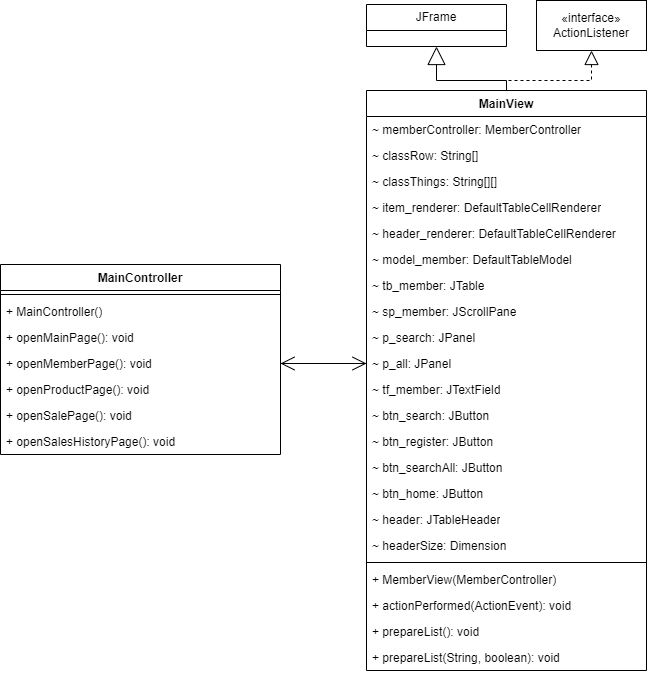 JFrame
«interface»
ActionListener
MainView
~ memberController: MemberController
~ classRow: String[]
~ classThings: String[][]
~ item_renderer: DefaultTableCellRenderer
~ header_renderer: DefaultTableCellRenderer
~ model_member: DefaultTableModel
~ tb_member: JTable
~ sp_member: JScrollPane
~ p_search: JPanel
~ p_all: JPanel
~ tf_member: JTextField
~ btn_search: JButton
~ btn_register: JButton
~ btn_searchAll: JButton
~ btn_home: JButton
~ header: JTableHeader
~ headerSize: Dimension
+ MemberView(MemberController)
+ actionPerformed(ActionEvent): void
+ prepareList(): void
+ prepareList(String, boolean): void
MainController
+ MainController()
+ openMainPage(): void
+ openMemberPage(): void
+ openProductPage(): void
+ openSalePage(): void
+ openSalesHistoryPage(): void